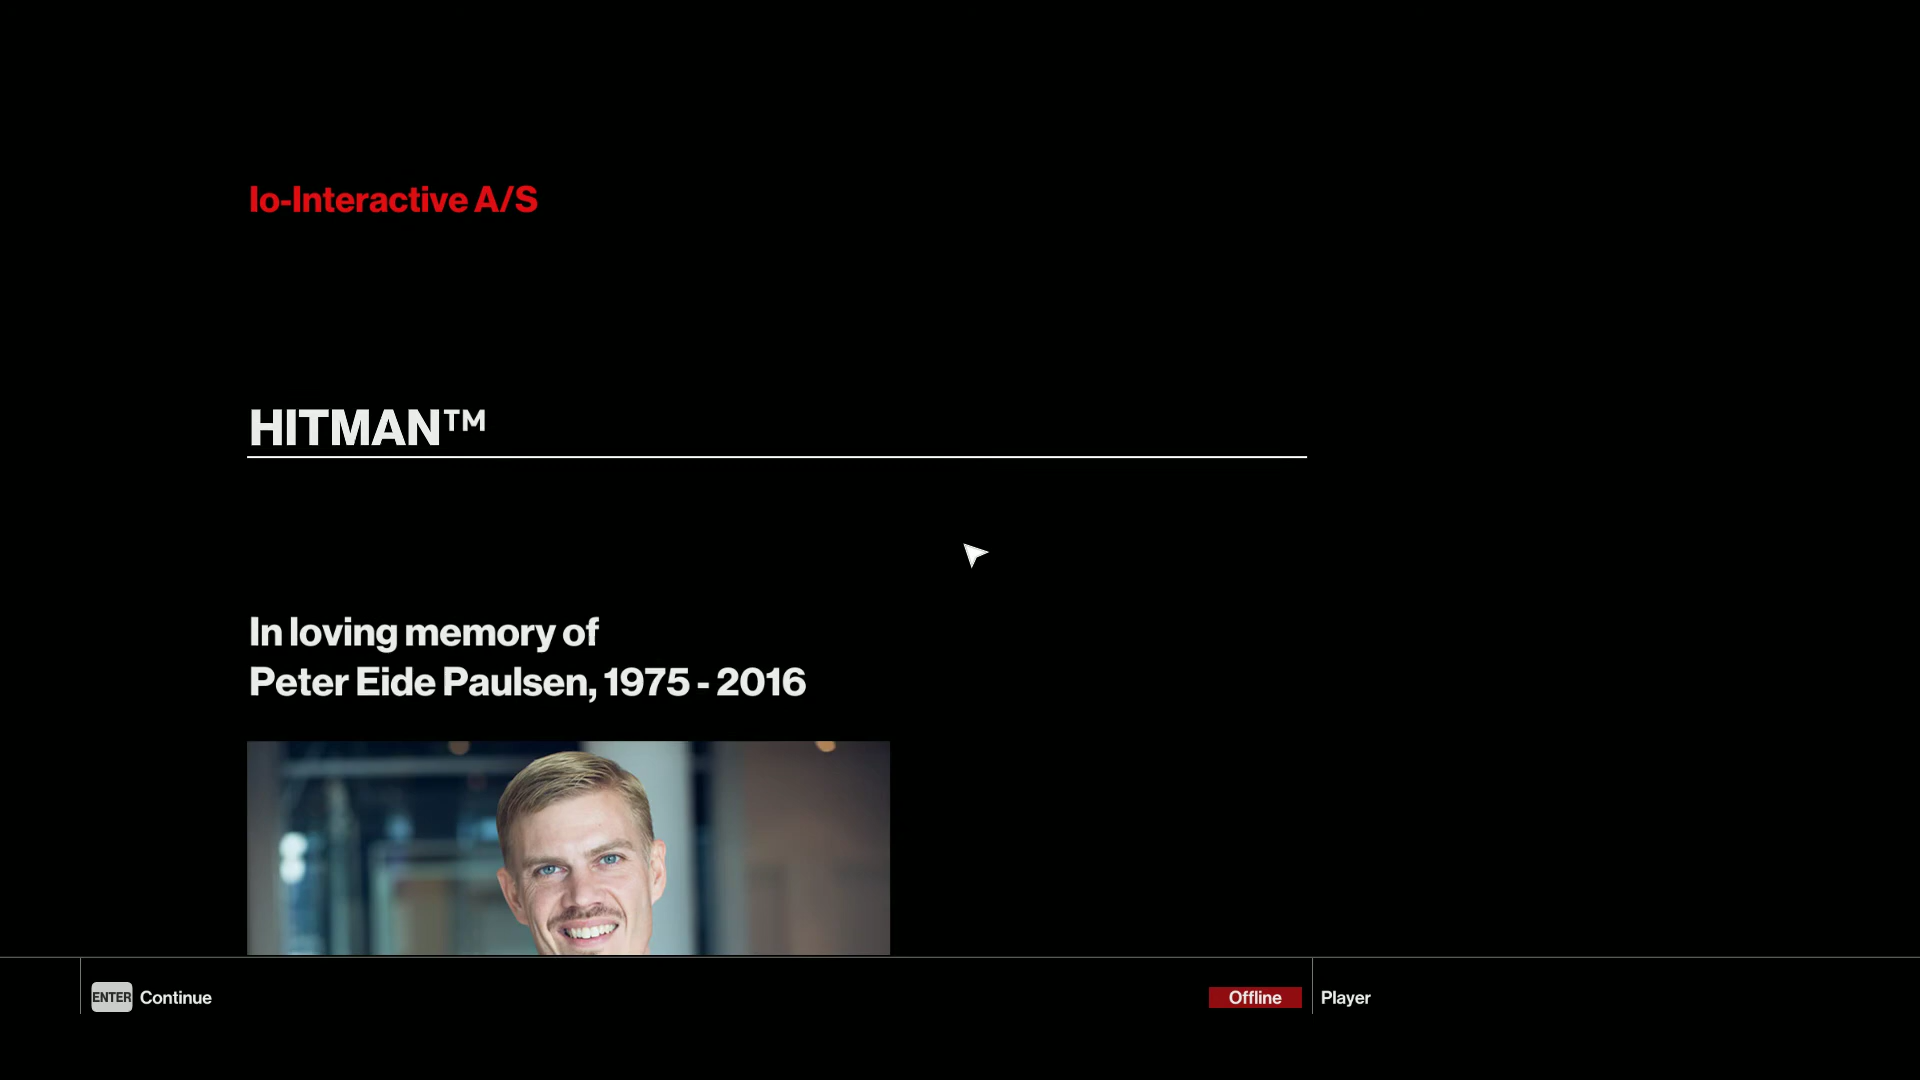 Io-Interactive A/S
HITMAN™
In loving memory of
Peter Eide Paulsen, 1975 - 2016
ENTER Continue
Offline
Player